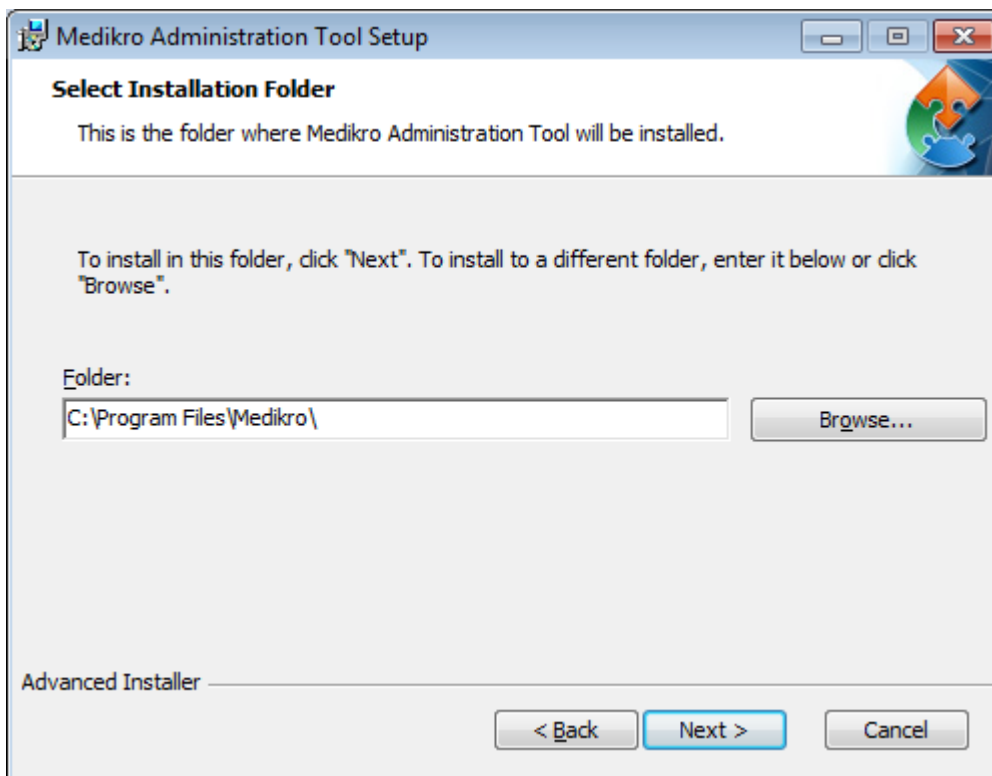 Medikro Administration Tool Setup
Select Installation Folder
This is the folder where Medikro Administration Tool will be installed.
To install in this folder, click "Next". To install to a different folder, enter it below or click
"Browse".
Folder:
C:\Program Files\Medikro\
Browse...
Advanced Installer
< Back
Next >
Cancel